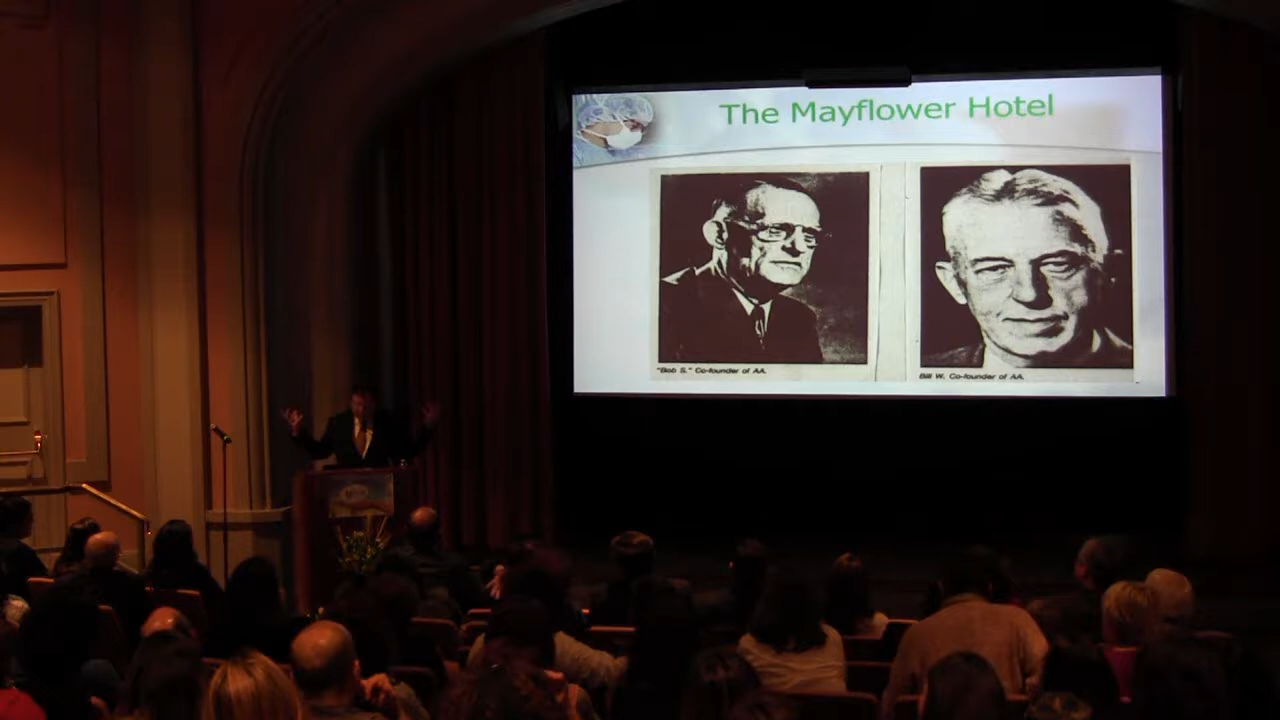 The Mayflower Hotel
"Bob S." Co-founder of AA.
Bill W. Co-founder of AA.